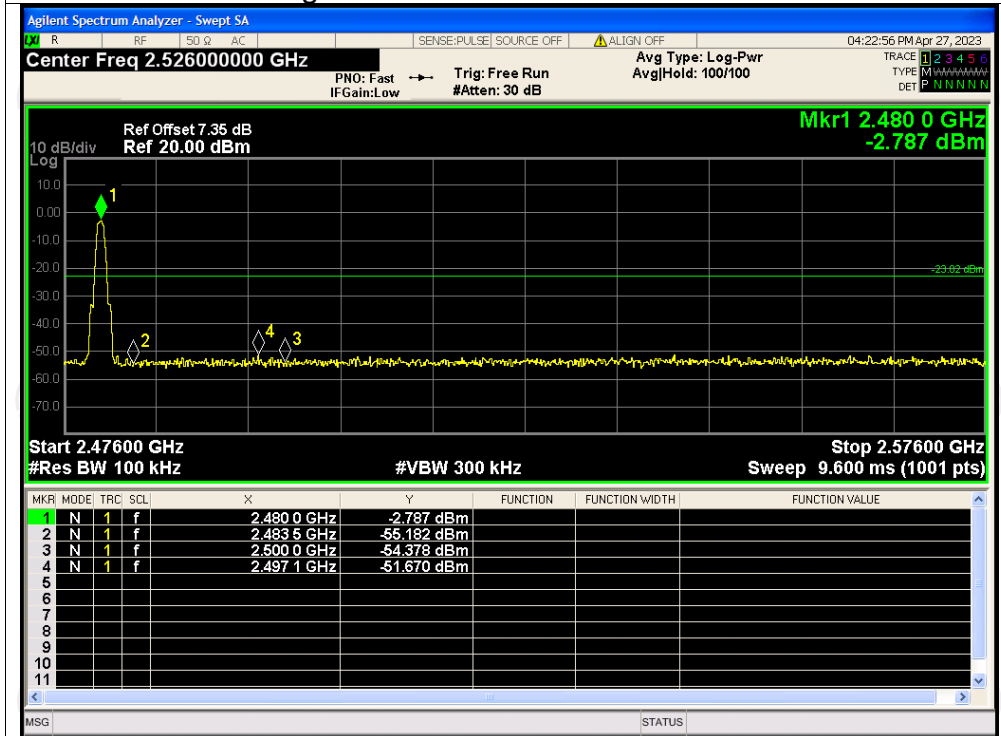 Agilent Spectrum Analyzer - Swept SA
LXI R RF 50 Ω AC SENSE:PULSE SOURCE OFF ALIGN OFF 04:22:56 PM Apr 27, 2023
Center Freq 2.526000000 GHz
PNO: Fast
IFGain:Low
Trig: Free Run
#Atten: 30 dB
Avg Type: Log-Pwr
Avg|Hold: 100/100
TRACE 1 2 3 4 5 6
TYPE M
DET P N N N N N
Mkr1 2.480 0 GHz
-2.787 dBm
Ref Offset 7.35 dB
10 dB/div Ref 20.00 dBm
Log
10.0
0.00
-10.0
-20.0
-30.0
-40.0
-50.0
-60.0
-70.0
1
2
4
3
-23.02 dBm
Start 2.47600 GHz Stop 2.57600 GHz
#Res BW 100 kHz #VBW 300 kHz Sweep 9.600 ms (1001 pts)
MKR MODE TRC SCL X Y FUNCTION FUNCTION WIDTH FUNCTION VALUE
1 N 1 f 2.480 0 GHz -2.787 dBm
2 N 1 f 2.483 5 GHz -55.182 dBm
3 N 1 f 2.500 0 GHz -54.378 dBm
4 N 1 f 2.497 1 GHz -51.670 dBm
5
6
7
8
9
10
11
MSG STATUS